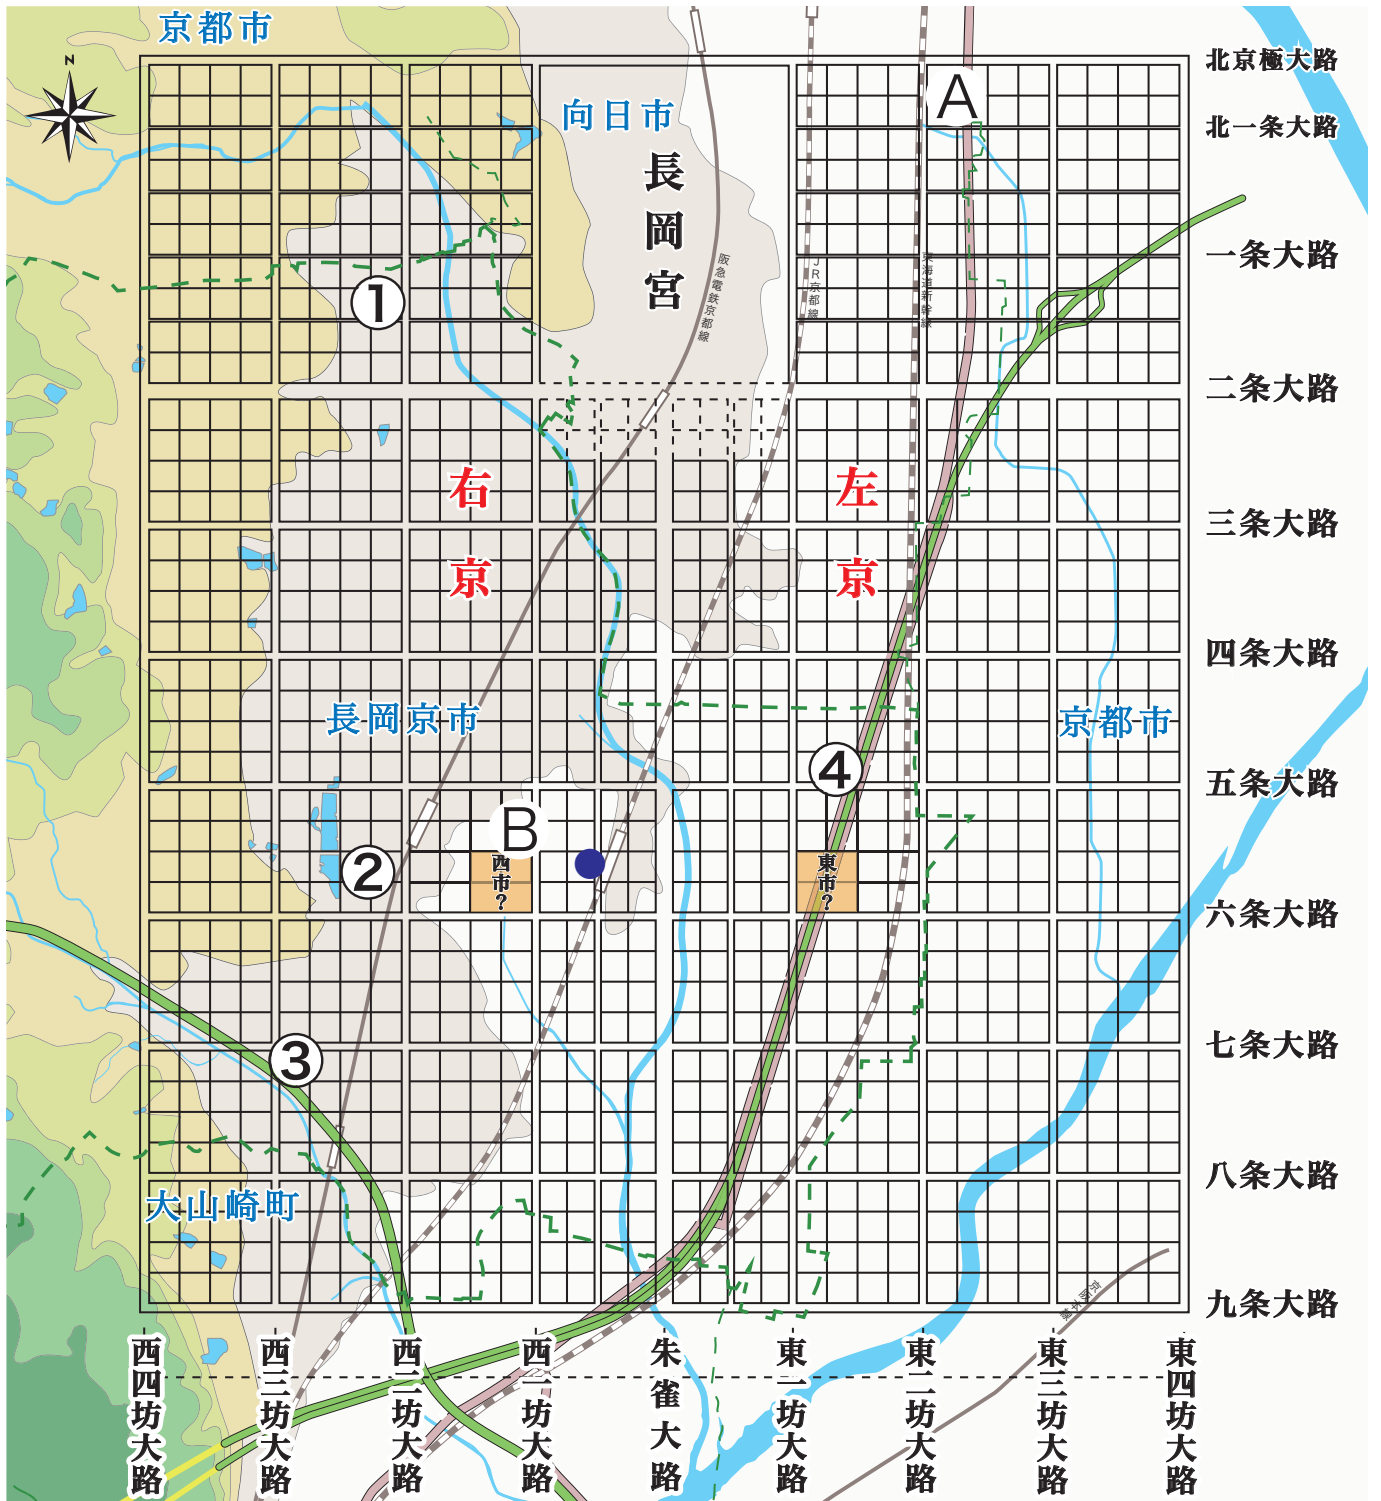 京都市
N
北京極大路
A
向日市
北一条大路
長岡宮
一条大路
阪急電鉄京都線
JR京都線
東海道新幹線
①
二条大路
右京
左京
三条大路
四条大路
長岡京市
京都市
④
五条大路
B
②
西市?
東市?
六条大路
③
七条大路
八条大路
大山崎町
京阪本線
九条大路
西四坊大路
西三坊大路
西二坊大路
西一坊大路
朱雀大路
東一坊大路
東二坊大路
東三坊大路
東四坊大路